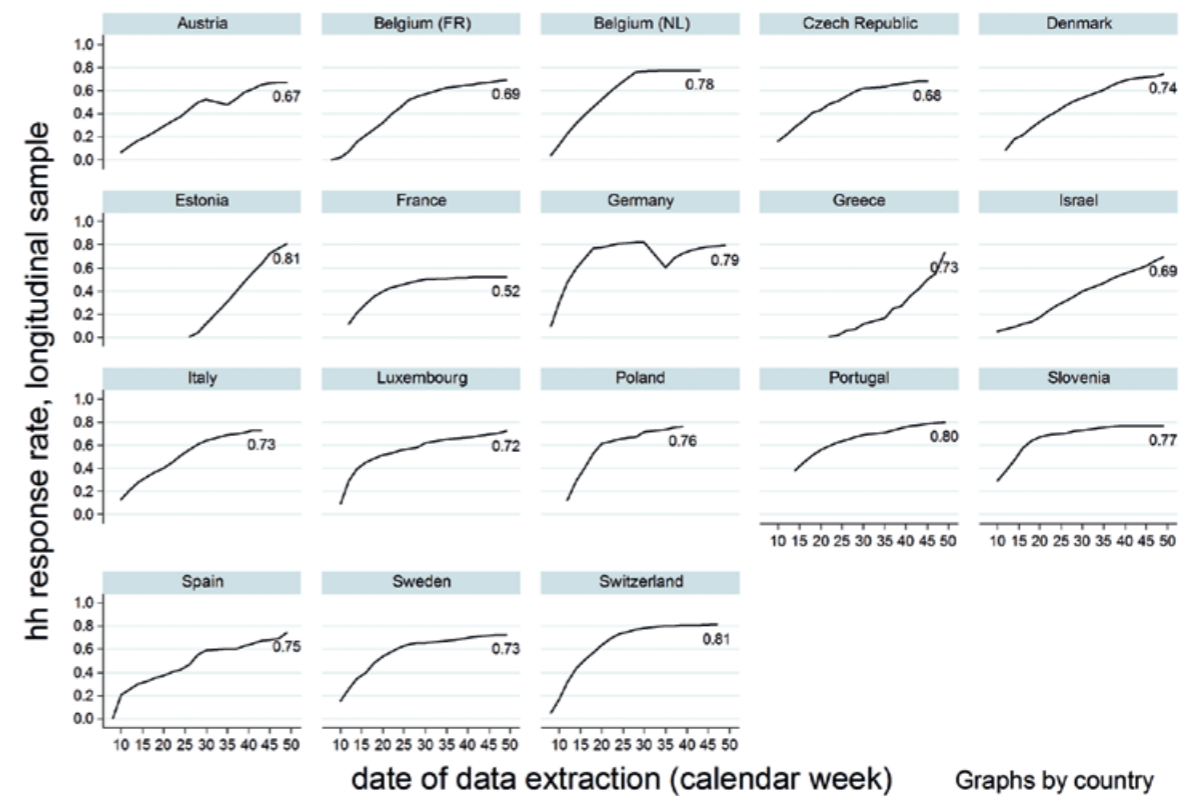 Austria Belgium (FR) Belgium (NL) Czech Republic Denmark
1.0
0.8
0.6
0.4
0.2
0.0
0.67 0.69 0.78 0.68 0.74
Estonia France Germany Greece Israel
1.0
0.8
0.6
0.4
0.2
0.0
0.81 0.52 0.79 0.73 0.69
Italy Luxembourg Poland Portugal Slovenia
1.0
0.8
0.6
0.4
0.2
0.0
0.73 0.72 0.76 0.80 0.77
10 15 20 25 30 35 40 45 50 10 15 20 25 30 35 40 45 50
Spain Sweden Switzerland
1.0
0.8
0.6
0.4
0.2
0.0
0.75 0.73 0.81
10 15 20 25 30 35 40 45 50 10 15 20 25 30 35 40 45 50 10 15 20 25 30 35 40 45 50
hh response rate, longitudinal sample
date of data extraction (calendar week)
Graphs by country